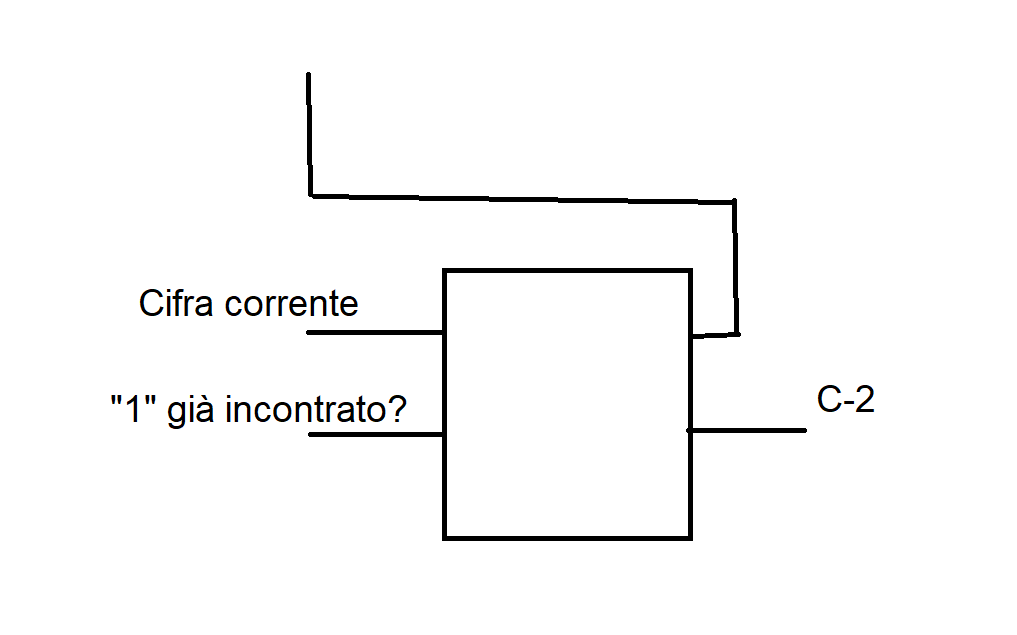 Cifra corrente
"1" già incontrato?
C-2